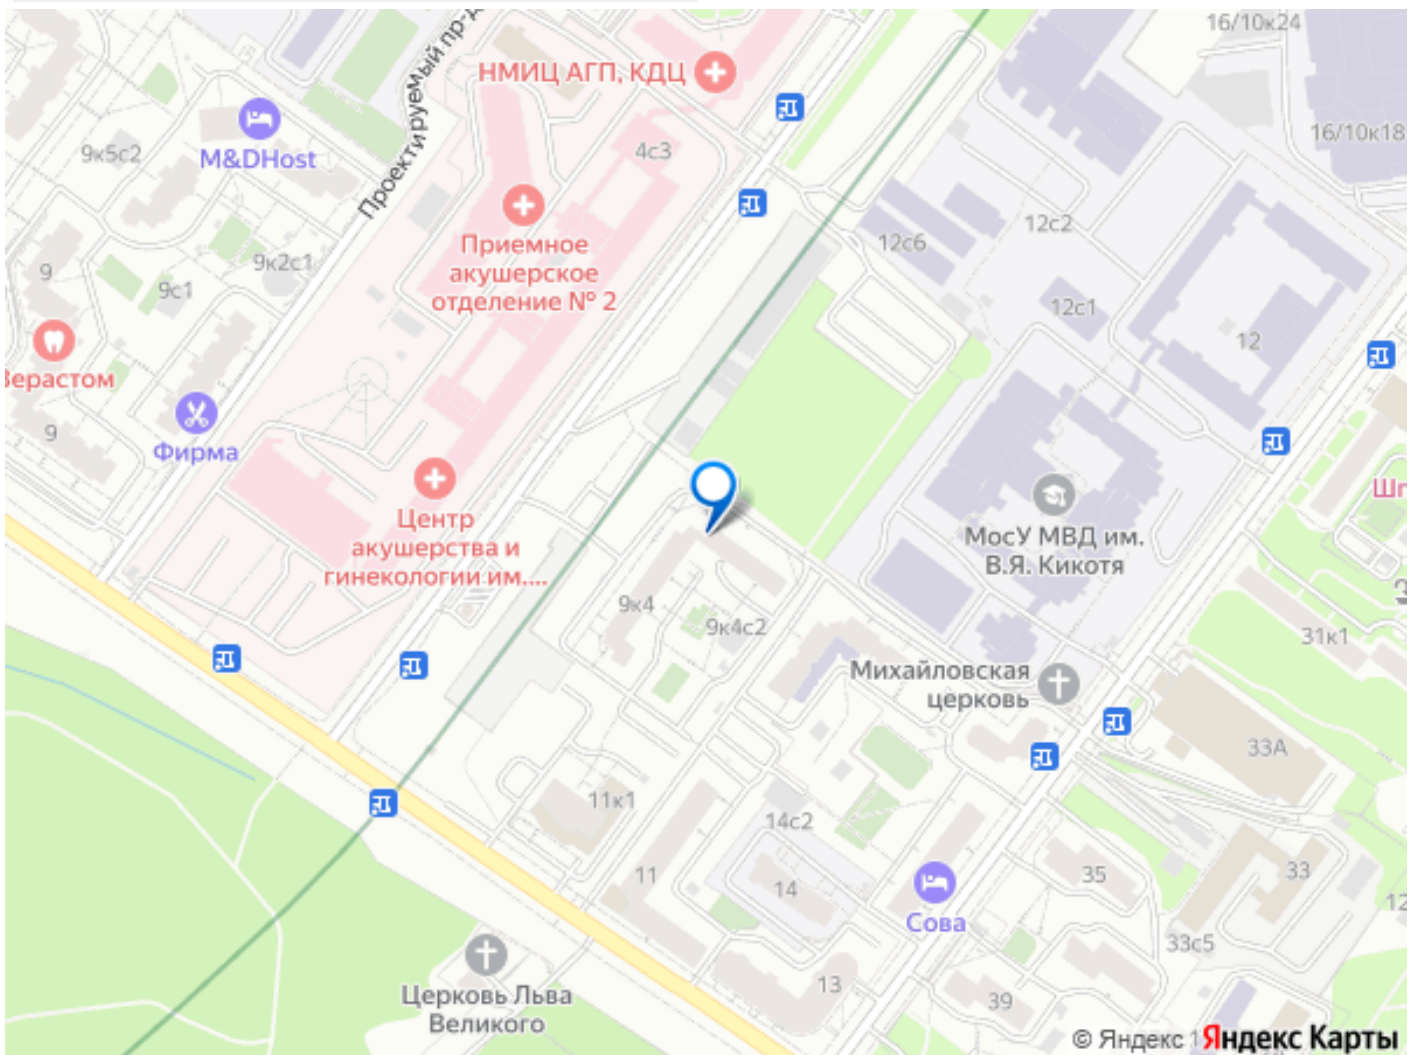 16/10к24
Проектируемый пр-д
НМИЦ АГП, КДЦ
16/10к18
9к5с2
M&DHost
4с3
Приемное
акушерское
отделение № 2
12с6
12с2
12с1
12
9
9к2с1
9с1
Верастом
9
Фирма
Центр
акушерства и
гинекологии им....
МосУ МВД им.
В.Я. Кикотя
Шг
9к4
9к4с2
31к1
Михайловская
церковь
33А
11к1
14с2
11
14
35
33
Сова
33с5
13
39
Церковь Льва
Великого
© Яндекс
Яндекс Карты